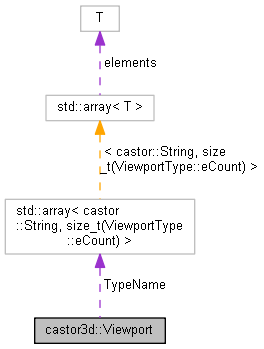 T
elements
std::array< T >
< castor::String, size
_t(ViewportType::eCount) >
std::array< castor
::String, size_t(ViewportType
::eCount) >
TypeName
castor3d::Viewport